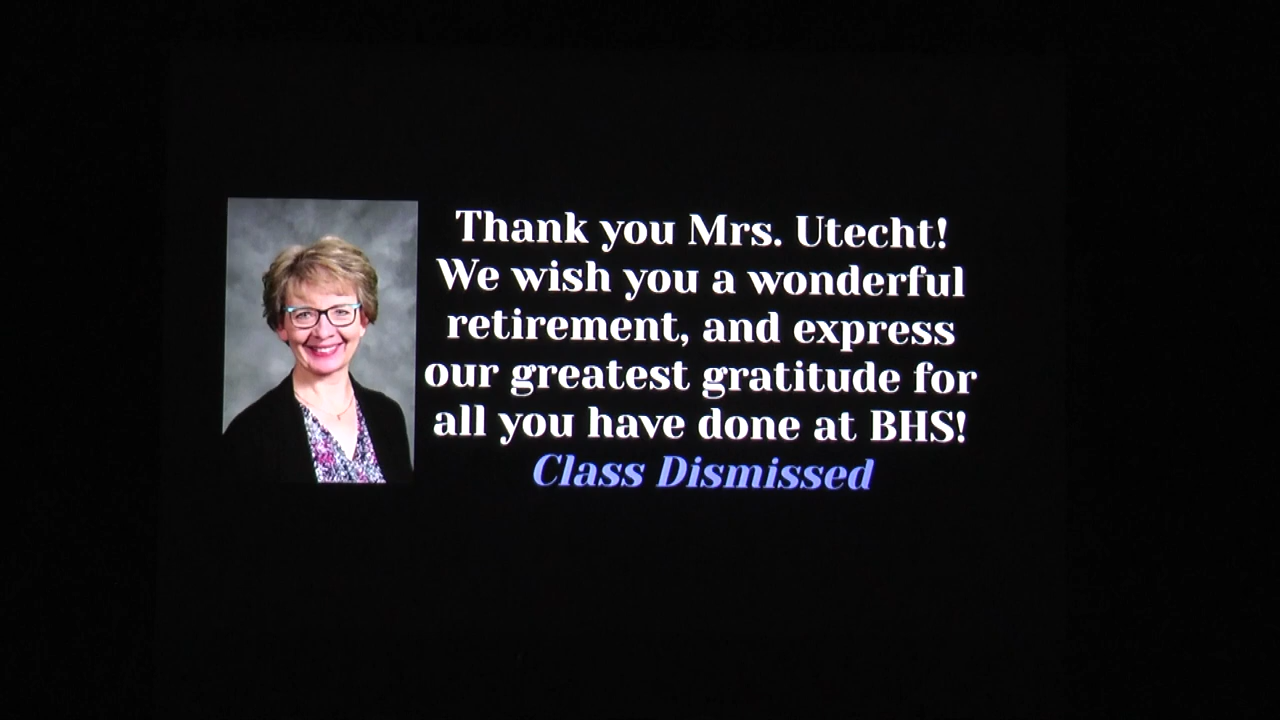 Thank you Mrs. Utecht!
We wish you a wonderful
retirement, and express
our greatest gratitude for
all you have done at BHS!
Class Dismissed